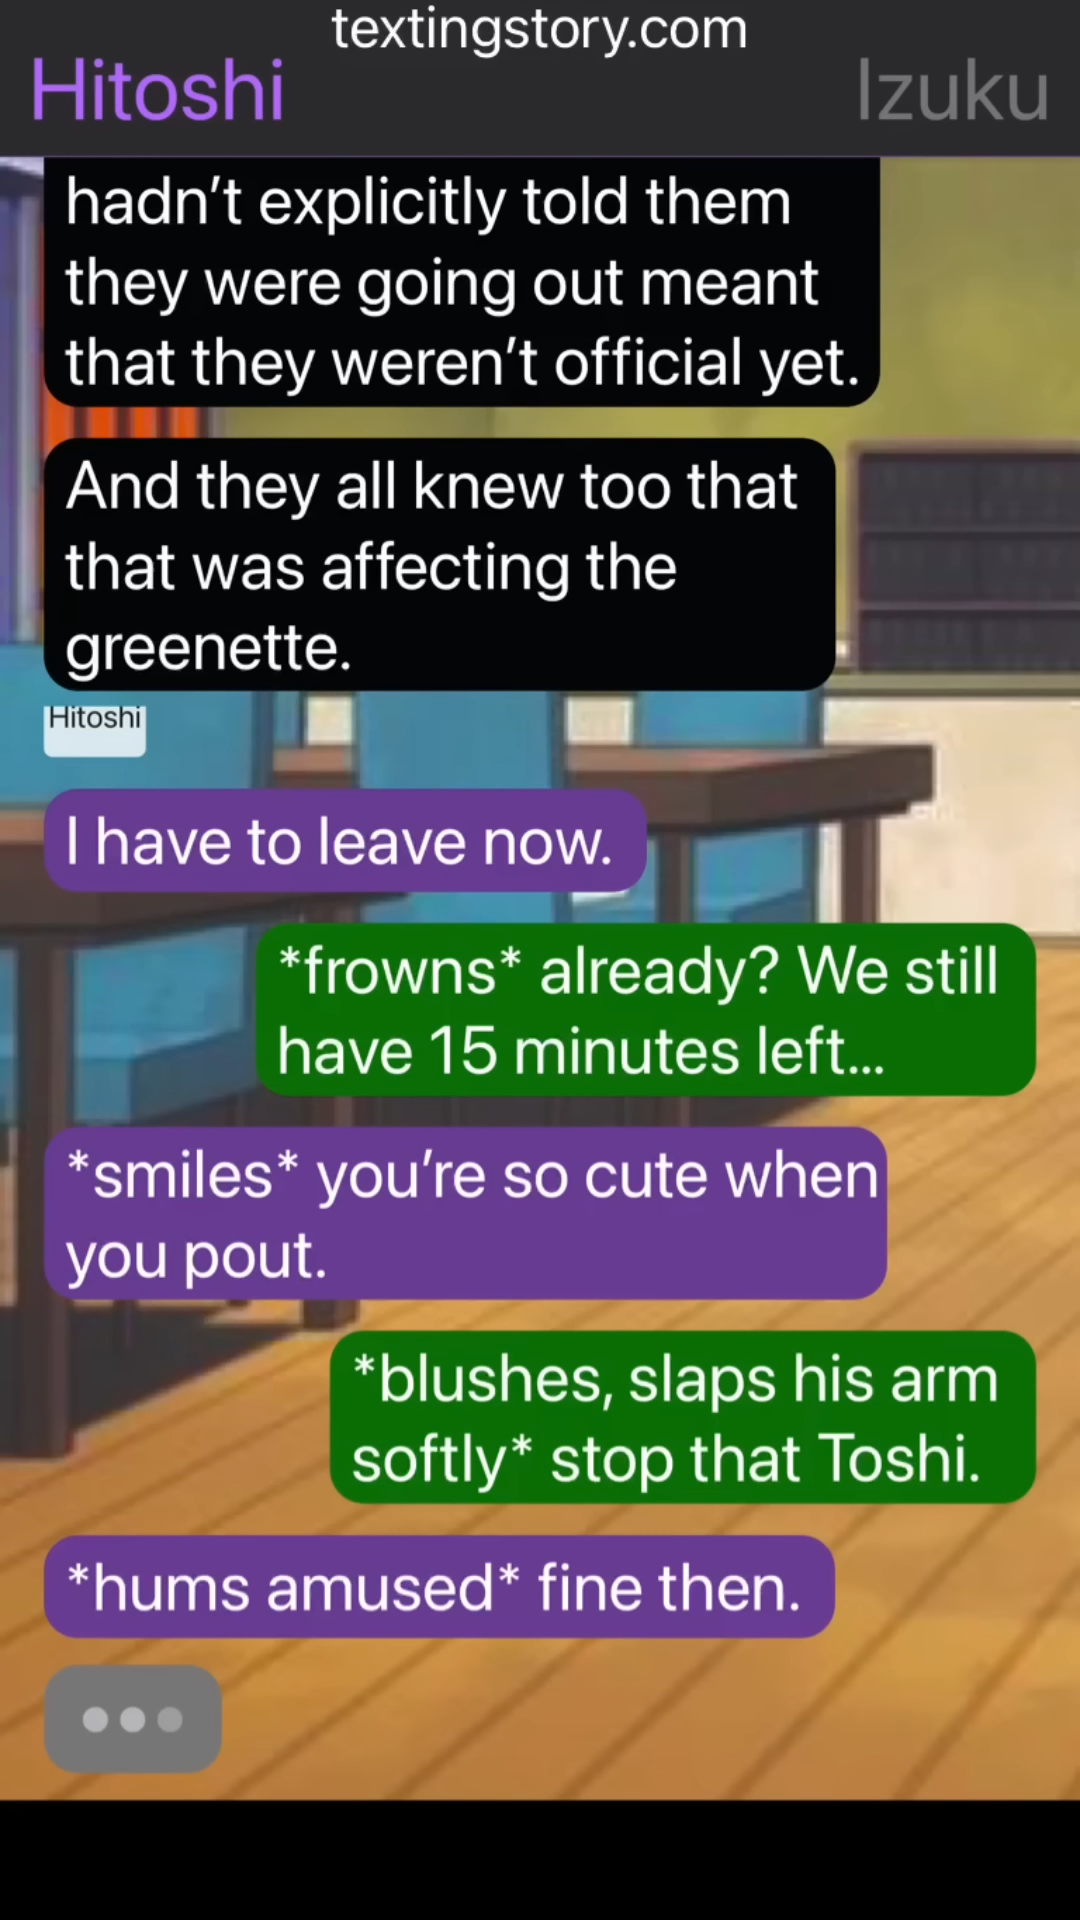 textingstory.com
Hitoshi
Izuku
hadn’t explicitly told them
they were going out meant
that they weren’t official yet.
And they all knew too that
that was affecting the
greenette.
Hitoshi
I have to leave now.
*frowns* already? We still
have 15 minutes left...
*smiles* you’re so cute when
you pout.
*blushes, slaps his arm
softly* stop that Toshi.
*hums amused* fine then.